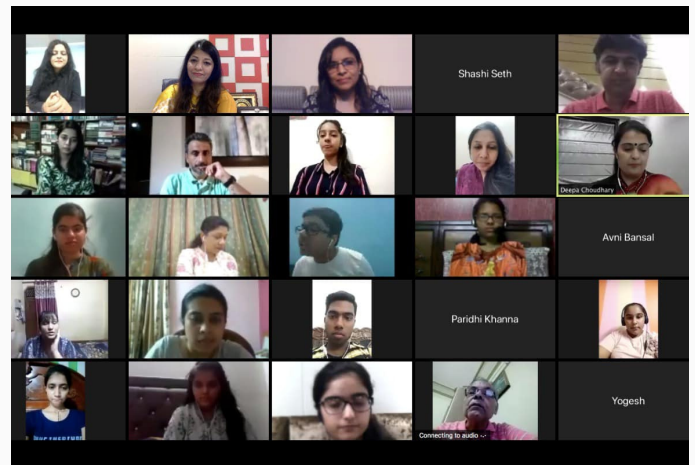 Shashi Seth
Deepa Choudhary
Avni Bansal
Paridhi Khanna
Connecting to audio
Yogesh